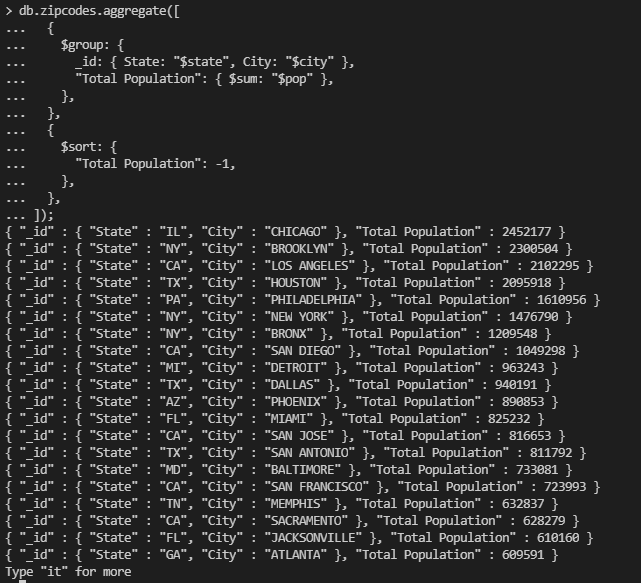 > db.zipcodes.aggregate([
...   {
...     $group: {
...       _id: { State: "$state", City: "$city" },
...       "Total Population": { $sum: "$pop" },
...     },
...   },
...   {
...     $sort: {
...       "Total Population": -1,
...     },
...   },
... ]);
{ "_id" : { "State" : "IL", "City" : "CHICAGO" }, "Total Population" : 2452177 }
{ "_id" : { "State" : "NY", "City" : "BROOKLYN" }, "Total Population" : 2300504 }
{ "_id" : { "State" : "CA", "City" : "LOS ANGELES" }, "Total Population" : 2102295 }
{ "_id" : { "State" : "TX", "City" : "HOUSTON" }, "Total Population" : 2095918 }
{ "_id" : { "State" : "PA", "City" : "PHILADELPHIA" }, "Total Population" : 1610956 }
{ "_id" : { "State" : "NY", "City" : "NEW YORK" }, "Total Population" : 1476790 }
{ "_id" : { "State" : "NY", "City" : "BRONX" }, "Total Population" : 1209548 }
{ "_id" : { "State" : "CA", "City" : "SAN DIEGO" }, "Total Population" : 1049298 }
{ "_id" : { "State" : "MI", "City" : "DETROIT" }, "Total Population" : 963243 }
{ "_id" : { "State" : "TX", "City" : "DALLAS" }, "Total Population" : 940191 }
{ "_id" : { "State" : "AZ", "City" : "PHOENIX" }, "Total Population" : 890853 }
{ "_id" : { "State" : "FL", "City" : "MIAMI" }, "Total Population" : 825232 }
{ "_id" : { "State" : "CA", "City" : "SAN JOSE" }, "Total Population" : 816653 }
{ "_id" : { "State" : "TX", "City" : "SAN ANTONIO" }, "Total Population" : 811792 }
{ "_id" : { "State" : "MD", "City" : "BALTIMORE" }, "Total Population" : 733081 }
{ "_id" : { "State" : "CA", "City" : "SAN FRANCISCO" }, "Total Population" : 723993 }
{ "_id" : { "State" : "TN", "City" : "MEMPHIS" }, "Total Population" : 632837 }
{ "_id" : { "State" : "CA", "City" : "SACRAMENTO" }, "Total Population" : 628279 }
{ "_id" : { "State" : "FL", "City" : "JACKSONVILLE" }, "Total Population" : 610160 }
{ "_id" : { "State" : "GA", "City" : "ATLANTA" }, "Total Population" : 609591 }
Type "it" for more